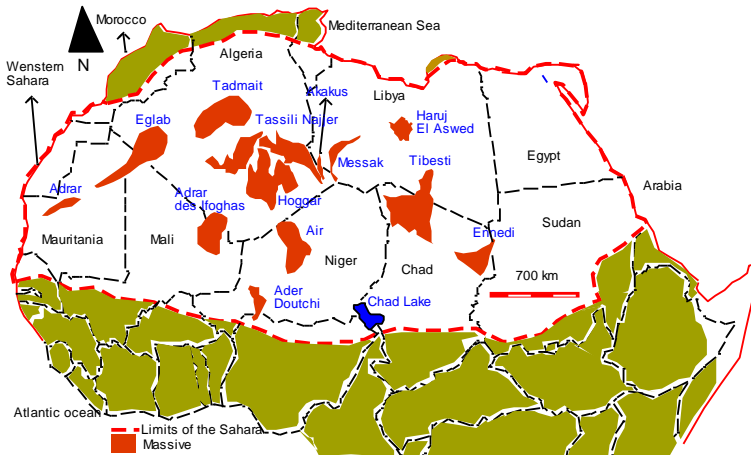 Morocco
Mediterranean Sea
Algeria
N
Wenstern
Sahara
Tadmait
Akakus
Libya
Eglab
Tassili Najjer
Haruj
El Aswed
Messak
Tibesti
Egypt
Adrar
Adrar
des Ifoghas
Hoggar
Arabia
Mauritania
Mali
Air
Niger
Chad
Ennedi
Sudan
700 km
Ader
Doutchi
Chad Lake
Atlantic ocean
Limits of the Sahara
Massive